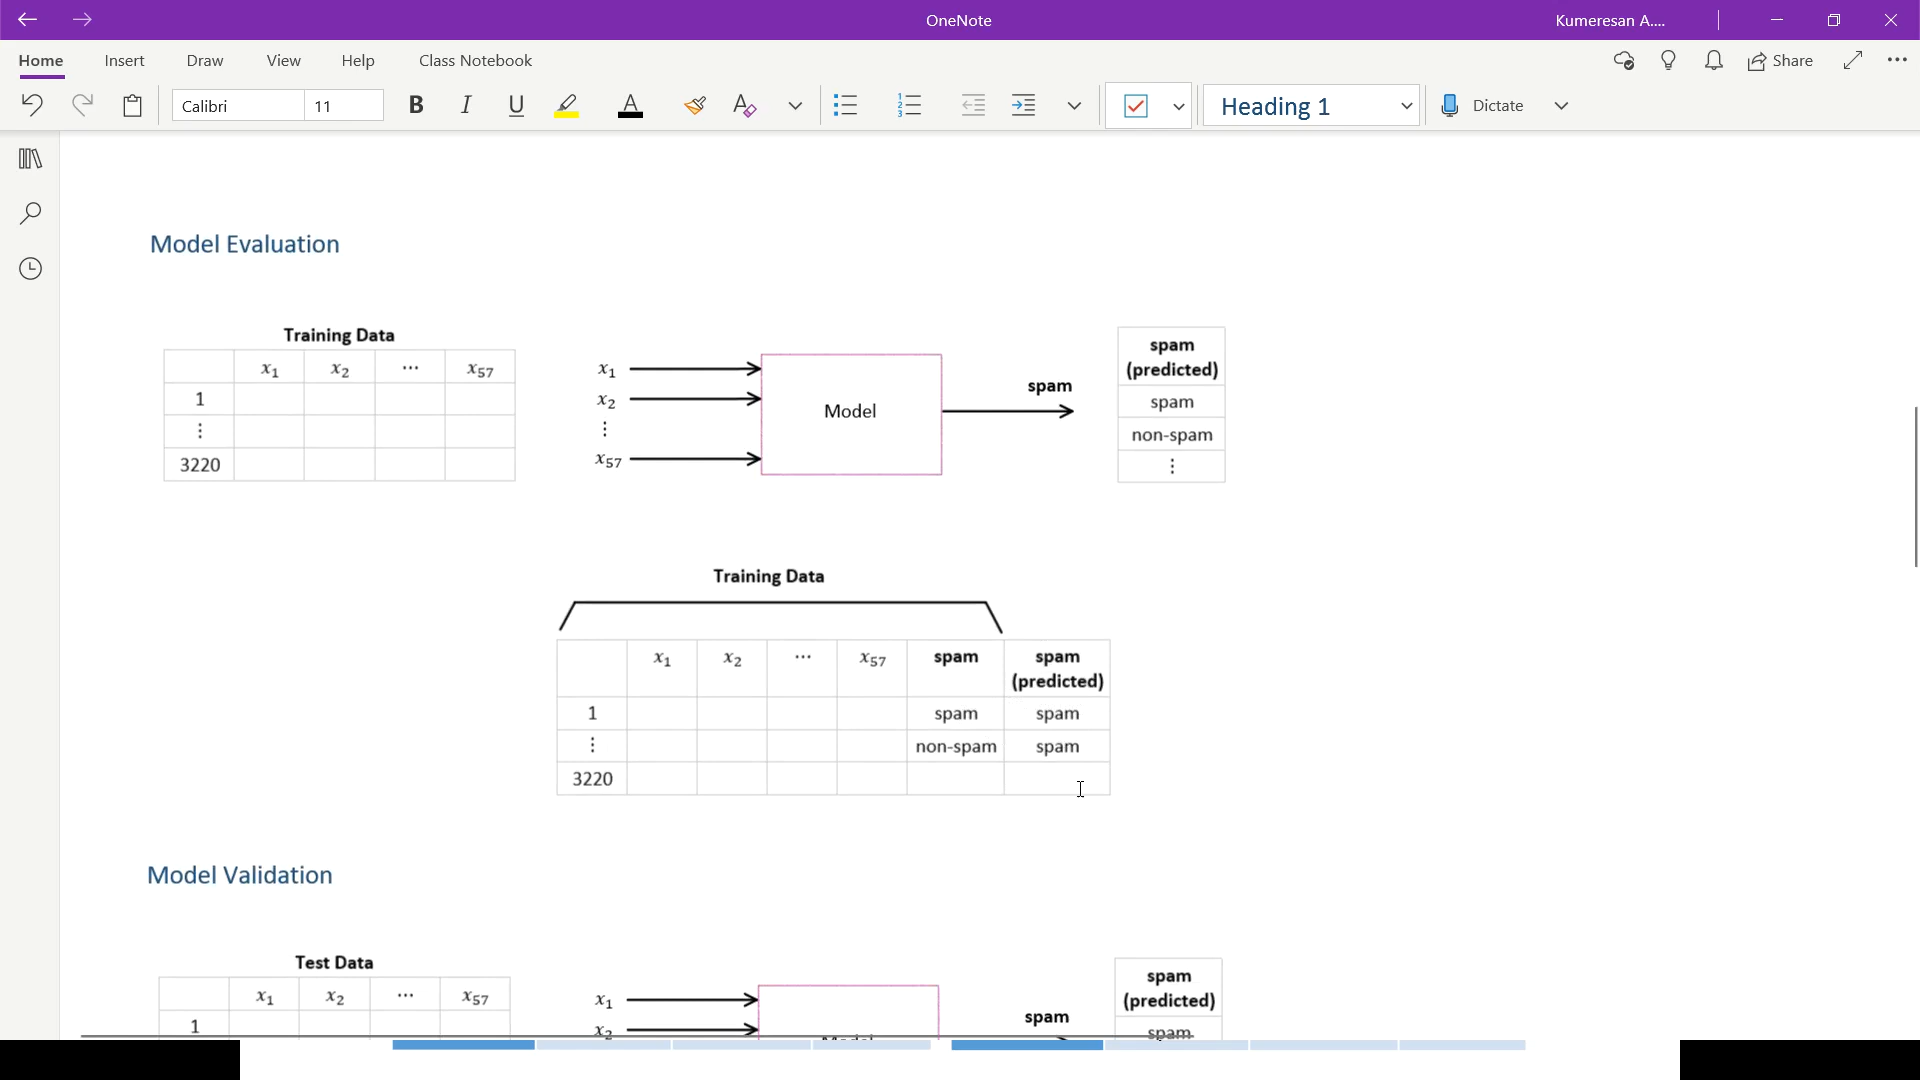 OneNote
Kumeresan A....
Home Insert Draw View Help Class Notebook
Share
Calibri 11 B I U A Heading 1 Dictate
Model Evaluation
Training Data
x₁ x₂ ⋯ x₅₇
1
⋮
3220
x₁
x₂
⋮
x₅₇
Model
spam
spam
(predicted)
spam
non-spam
⋮
Training Data
x₁ x₂ ⋯ x₅₇ spam spam
(predicted)
1 spam spam
⋮ non-spam spam
3220
Model Validation
Test Data
x₁ x₂ ⋯ x₅₇
1
x₁
x₂
Model
spam
spam
(predicted)
spam